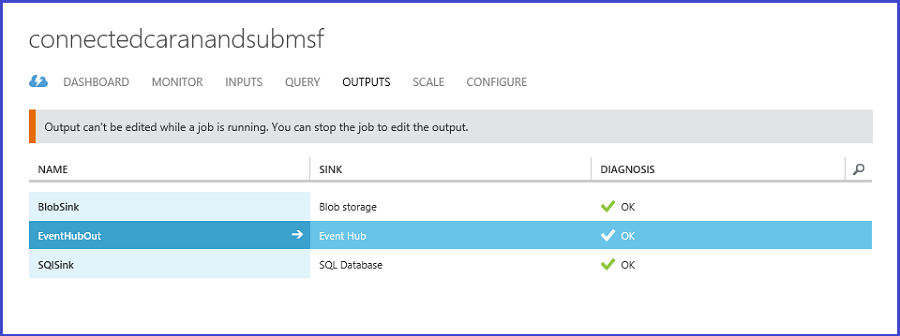 connectedcaranandsubmsf
DASHBOARD MONITOR INPUTS QUERY OUTPUTS SCALE CONFIGURE
Output can't be edited while a job is running. You can stop the job to edit the output.
NAME SINK DIAGNOSIS
BlobSink Blob storage OK
EventHubOut Event Hub OK
SQlSink SQL Database OK